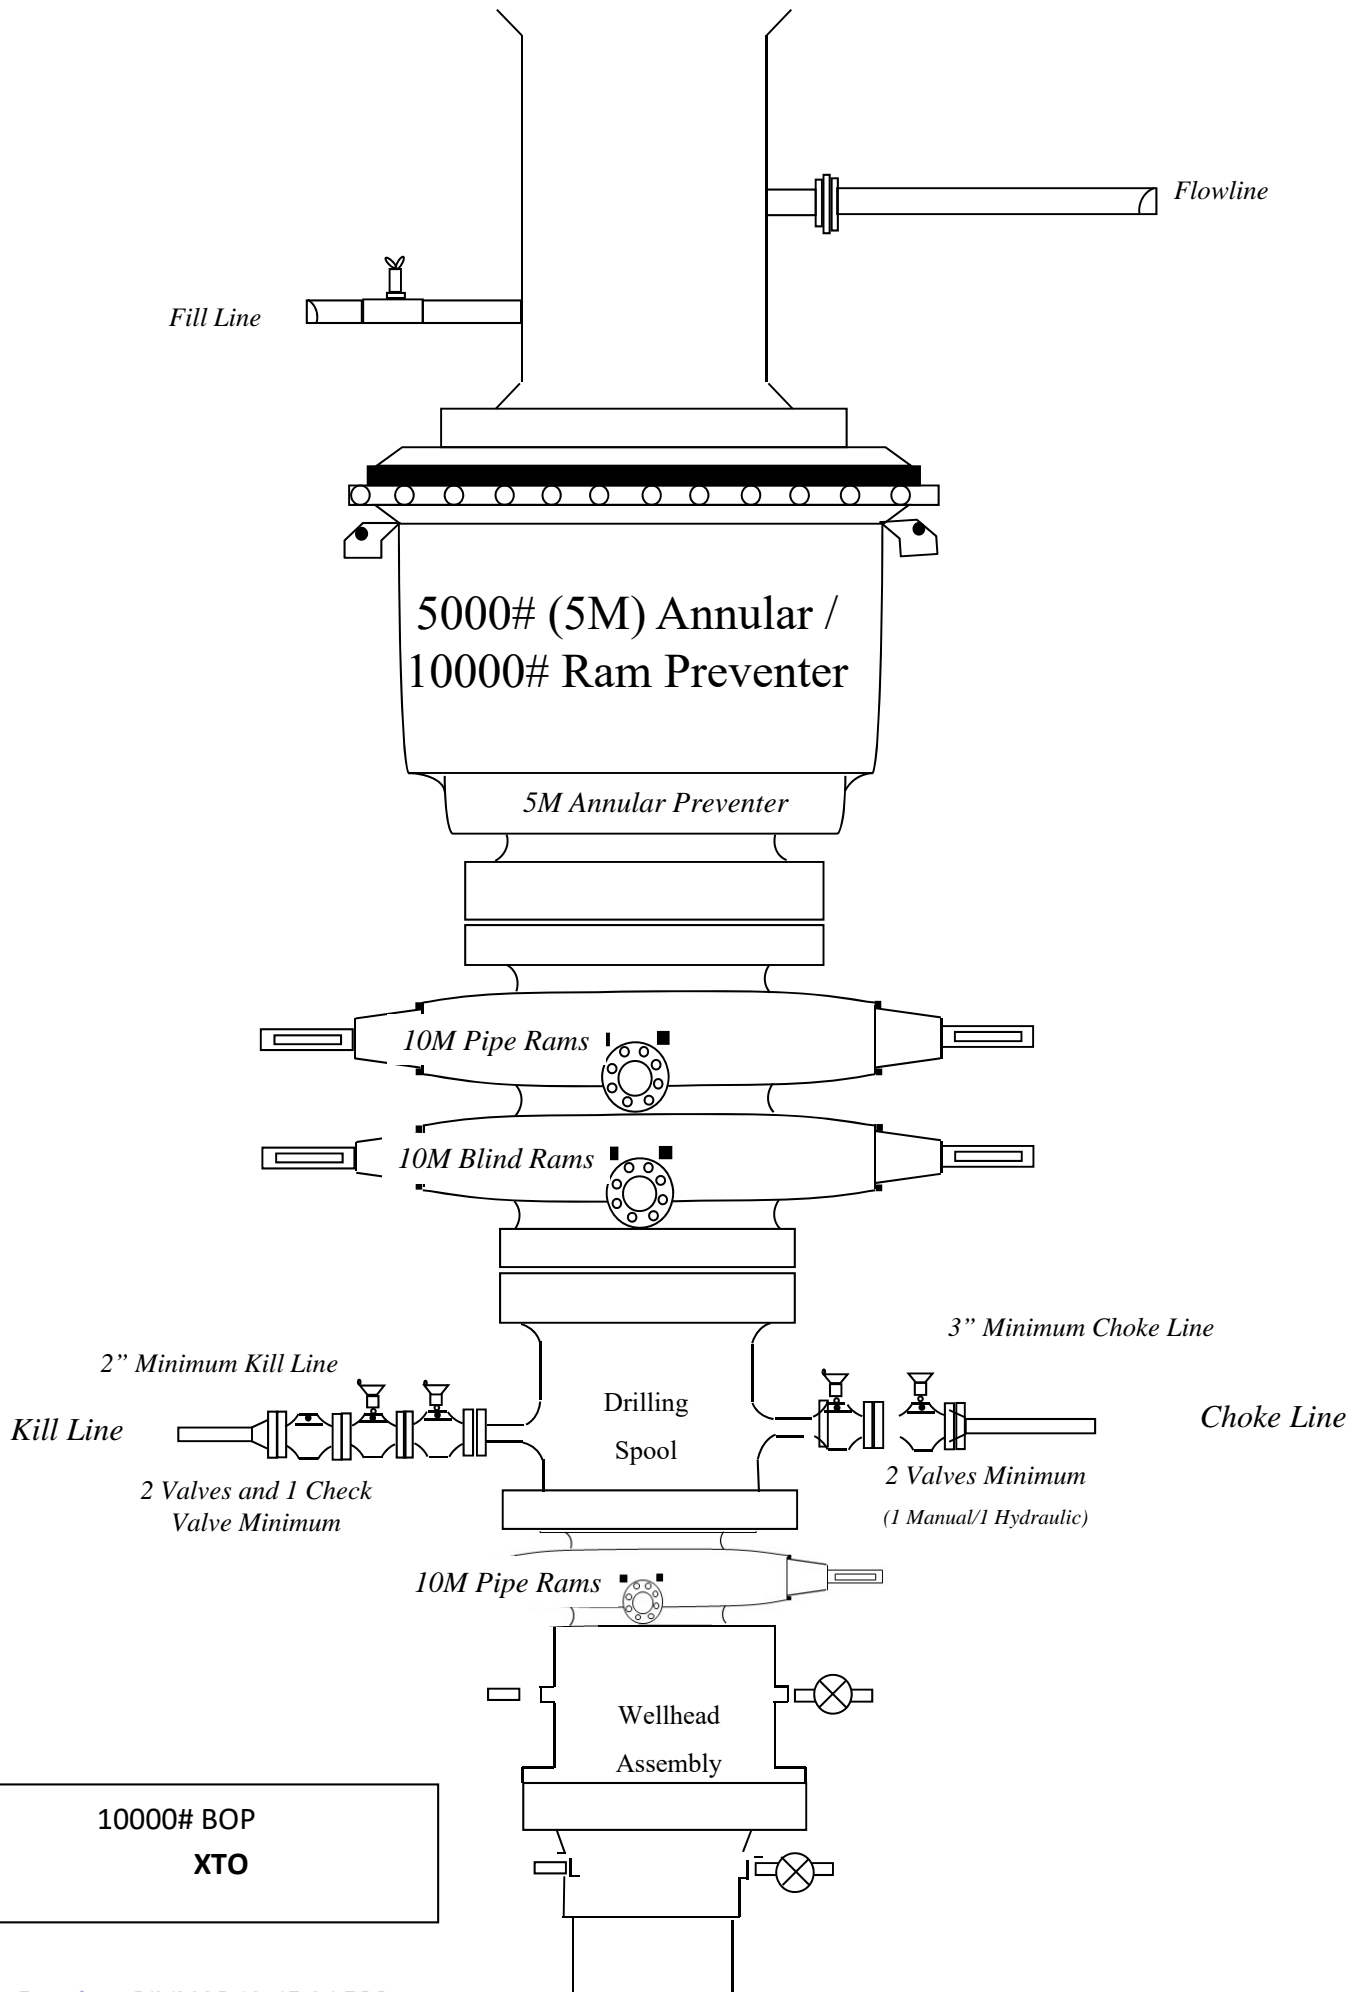 Flowline
Fill Line
5000# (5M) Annular /
10000# Ram Preventer
5M Annular Preventer
10M Pipe Rams
10M Blind Rams
3” Minimum Choke Line
2” Minimum Kill Line
Drilling
Spool
Kill Line
Choke Line
2 Valves and 1 Check
Valve Minimum
2 Valves Minimum
(1 Manual/1 Hydraulic)
10M Pipe Rams
Wellhead
Assembly
10000# BOP
XTO